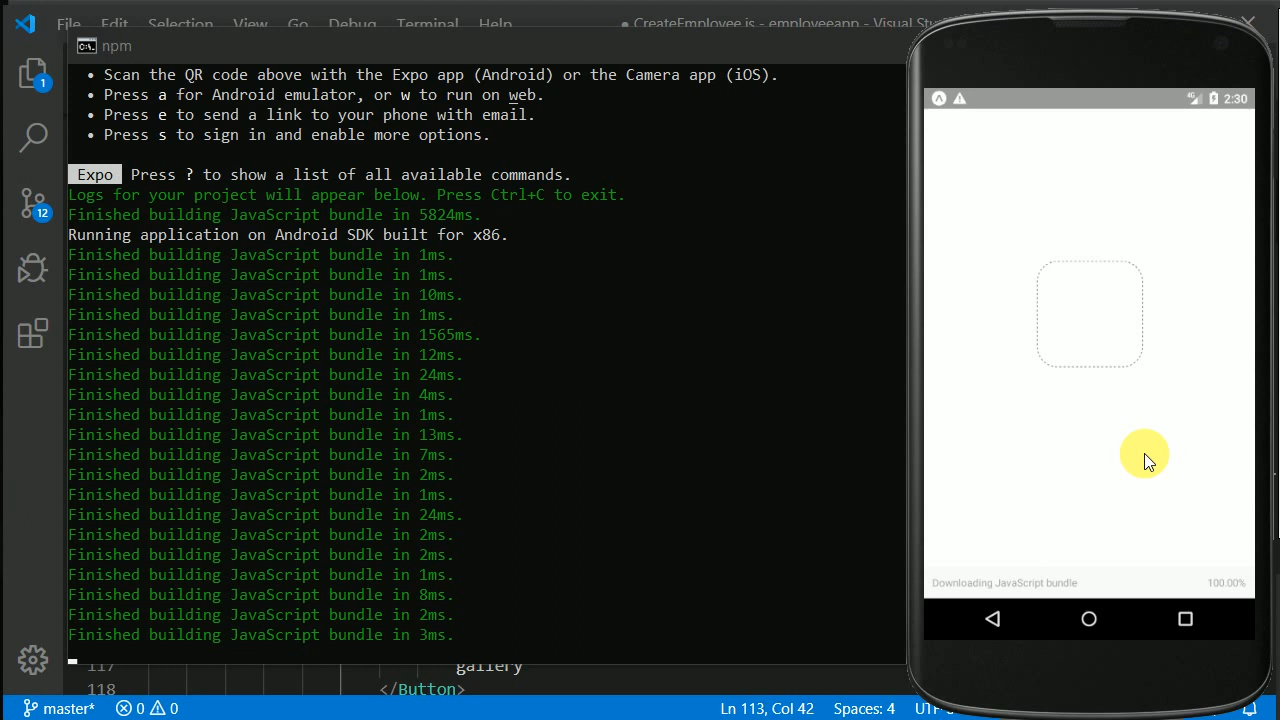 File Edit Selection View Go Debug Terminal Help
● CreateEmployee.js - employeeapp - Visual Stu
npm
• Scan the QR code above with the Expo app (Android) or the Camera app (iOS).
• Press a for Android emulator, or w to run on web.
• Press e to send a link to your phone with email.
• Press s to sign in and enable more options.
Expo Press ? to show a list of all available commands.
Logs for your project will appear below. Press Ctrl+C to exit.
Finished building JavaScript bundle in 5824ms.
Running application on Android SDK built for x86.
Finished building JavaScript bundle in 1ms.
Finished building JavaScript bundle in 1ms.
Finished building JavaScript bundle in 10ms.
Finished building JavaScript bundle in 1ms.
Finished building JavaScript bundle in 1565ms.
Finished building JavaScript bundle in 12ms.
Finished building JavaScript bundle in 24ms.
Finished building JavaScript bundle in 4ms.
Finished building JavaScript bundle in 1ms.
Finished building JavaScript bundle in 13ms.
Finished building JavaScript bundle in 7ms.
Finished building JavaScript bundle in 2ms.
Finished building JavaScript bundle in 1ms.
Finished building JavaScript bundle in 24ms.
Finished building JavaScript bundle in 2ms.
Finished building JavaScript bundle in 2ms.
Finished building JavaScript bundle in 1ms.
Finished building JavaScript bundle in 8ms.
Finished building JavaScript bundle in 2ms.
Finished building JavaScript bundle in 3ms.
117 gallery
118 </Button>
1
12
master* 0 0
Ln 113, Col 42 Spaces: 4
4G 2:30
Downloading JavaScript bundle 100.00%